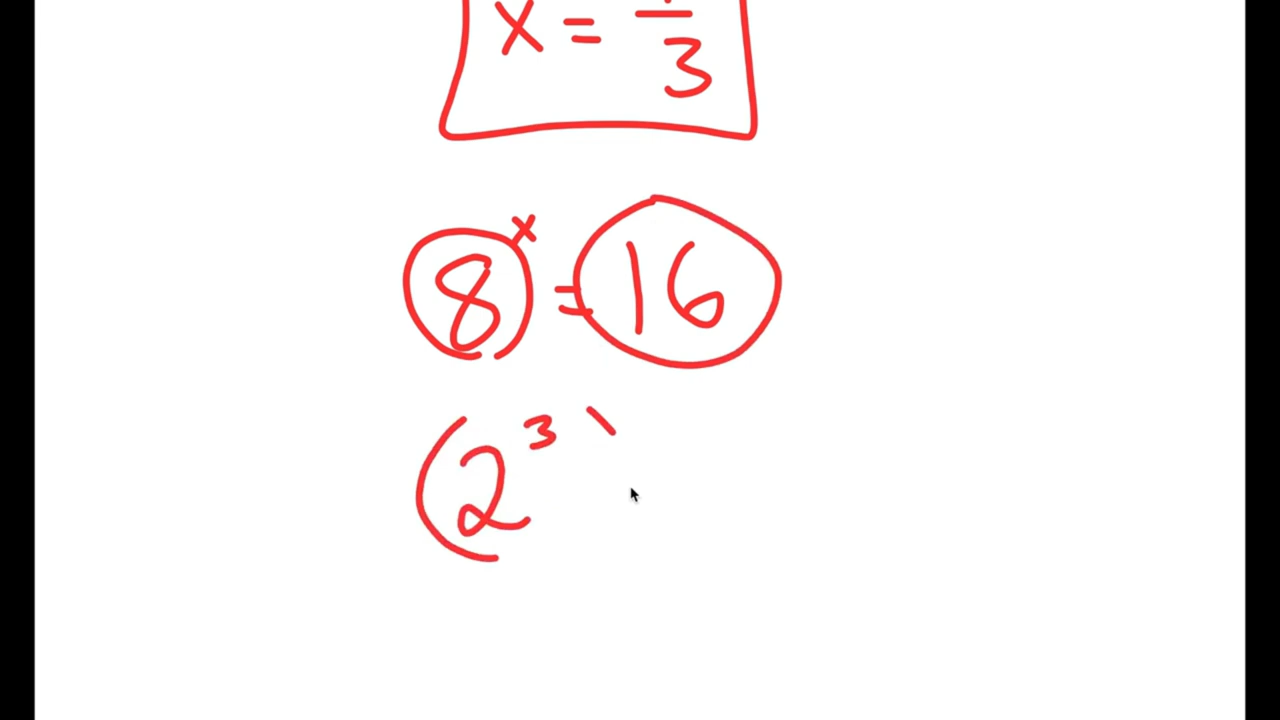 x = / 3
8^x = 16
(2^3